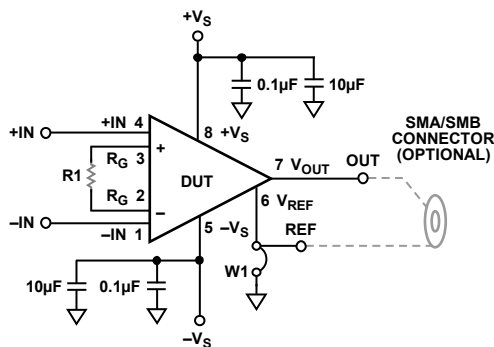 +VS
0.1µF
10µF
SMA/SMB
CONNECTOR
(OPTIONAL)
+IN
+IN 4
8 +VS
RG 3
+
R1
DUT
7 VOUT
OUT
RG 2
–
6 VREF
–IN
–IN 1
5 –VS
REF
W1
10µF
0.1µF
–VS